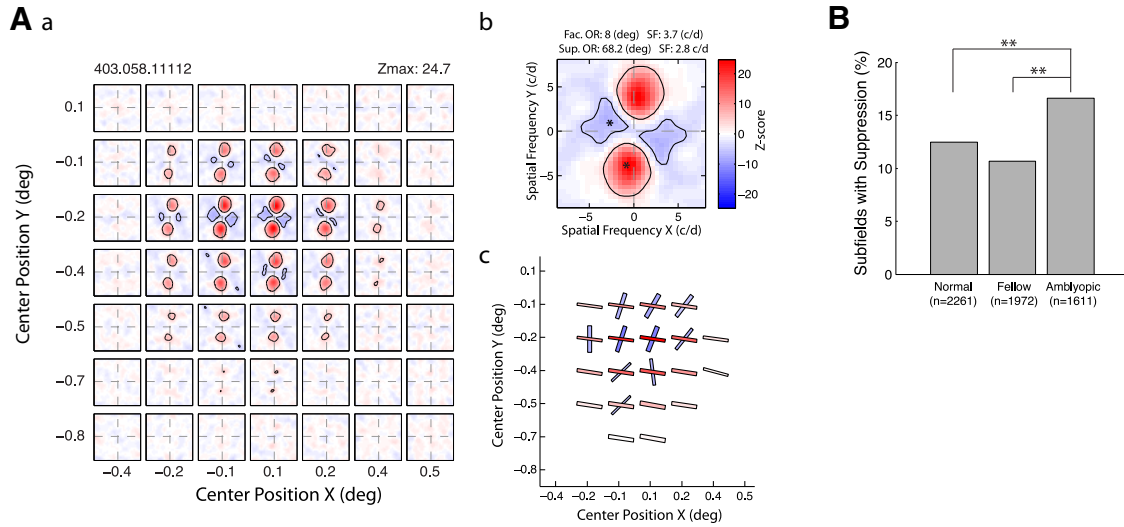 A a
403.058.11112 Zmax: 24.7
Center Position Y (deg)
0.1
−0.1
−0.2
−0.4
−0.5
−0.7
−0.8
−0.4 −0.2 −0.1 0.1 0.2 0.4 0.5
Center Position X (deg)
b
Fac. OR: 8 (deg) SF: 3.7 (c/d)
Sup. OR: 68.2 (deg) SF: 2.8 c/d
Spatial Frequency Y (c/d)
5
0
−5
*
*
−5 0 5
Spatial Frequency X (c/d)
20
10
0
−10
−20
Z-score
c
Center Position Y (deg)
0.1
−0.1
−0.2
−0.4
−0.5
−0.7
−0.8
−0.4 −0.2 −0.1 0.1 0.2 0.4 0.5
Center Position X (deg)
B
Subfields with Suppression (%)
20
15
10
5
0
**
**
Normal Fellow Amblyopic
(n=2261) (n=1972) (n=1611)